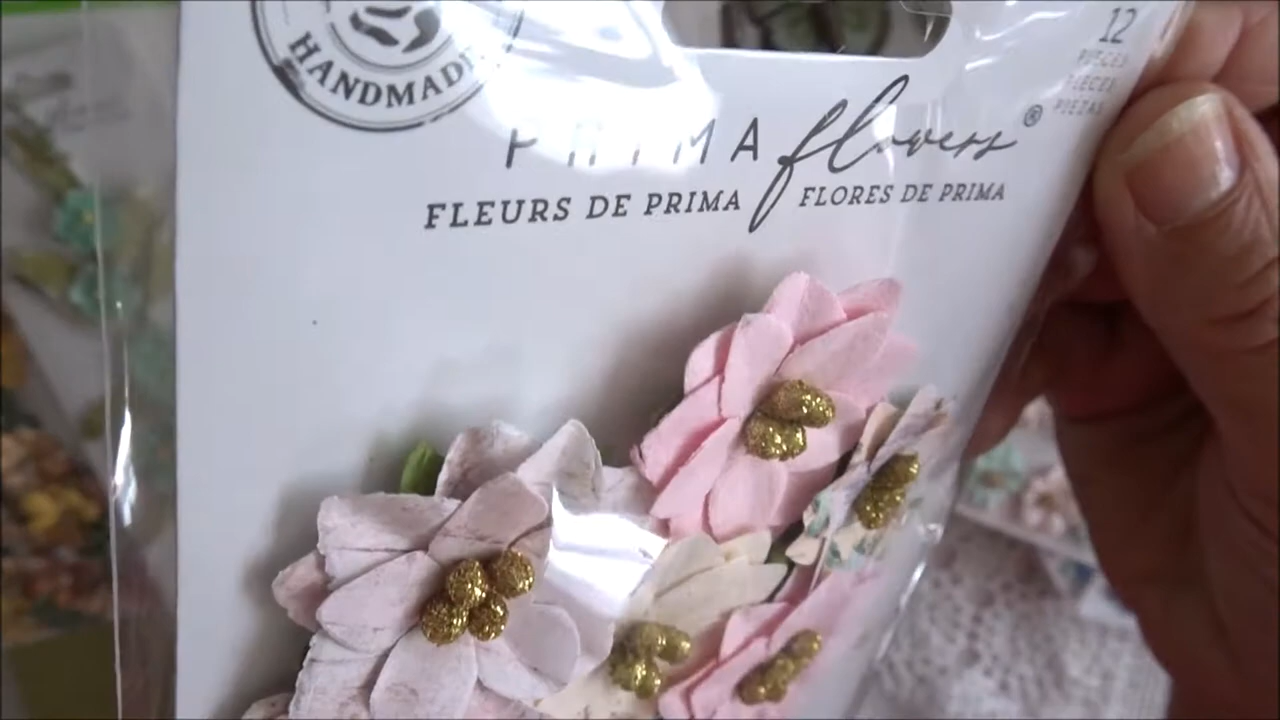 HANDMADE
12
PIECES
PIÈCES
PIEZAS
PRIMA flowers®
FLEURS DE PRIMA FLORES DE PRIMA